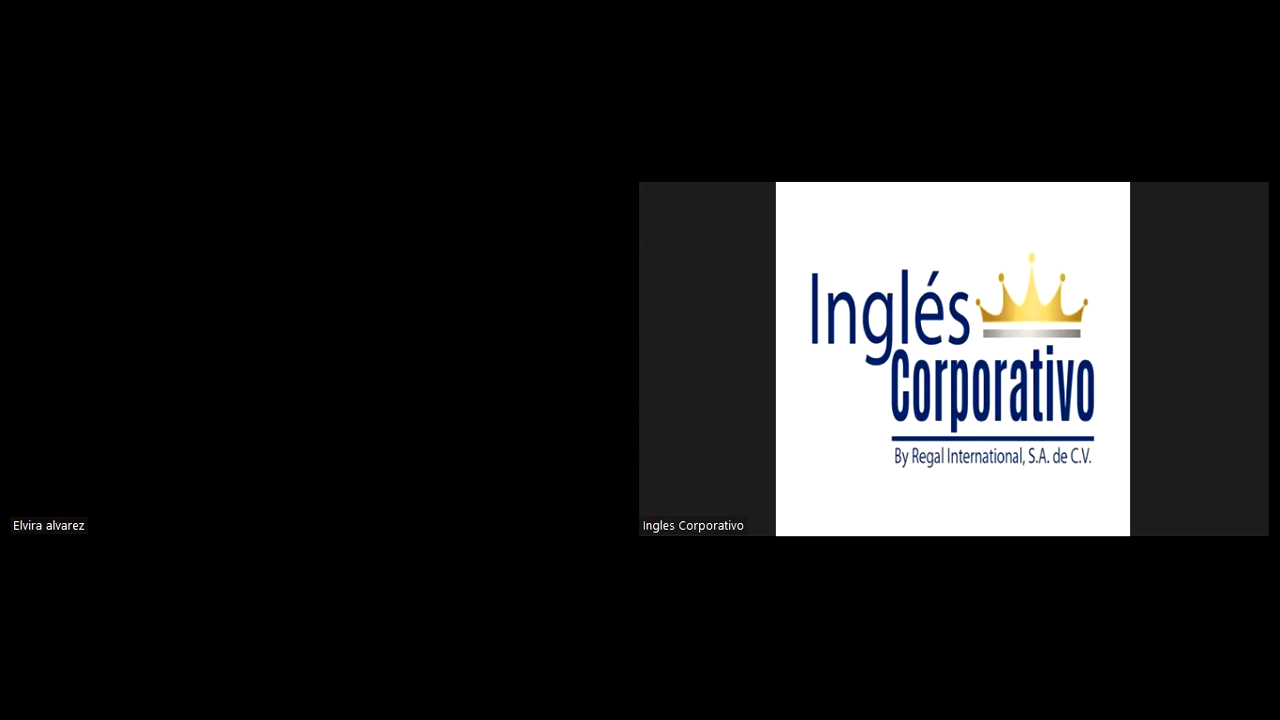 Inglés
Corporativo
By Regal International, S.A. de C.V.
Elvira alvarez
Ingles Corporativo